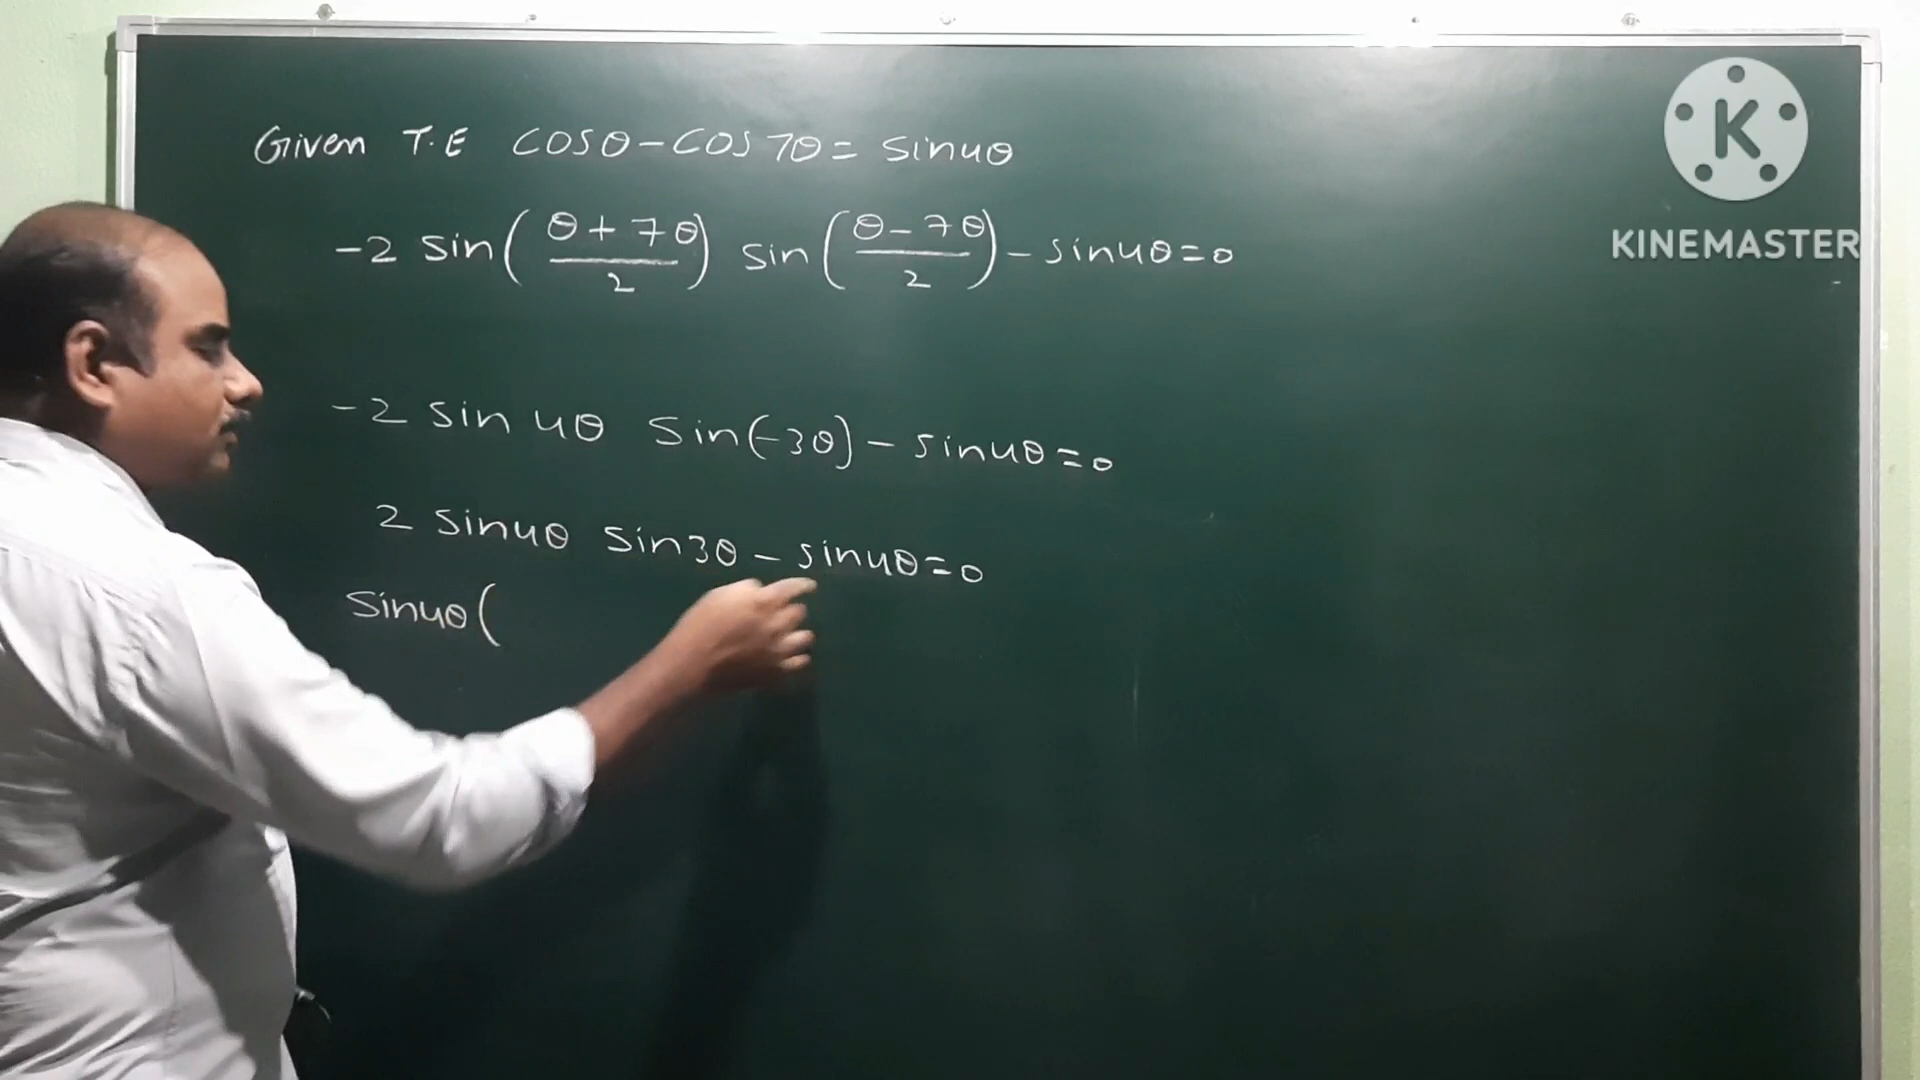 Given T.E COSθ-COS7θ= sin4θ
-2 sin(θ+7θ/2) sin(θ-7θ/2)-sin4θ=0
-2 sin 4θ sin(-3θ)-sin4θ=0
2 sin4θ sin3θ-sin4θ=0
sin4θ(
K
KINEMASTER